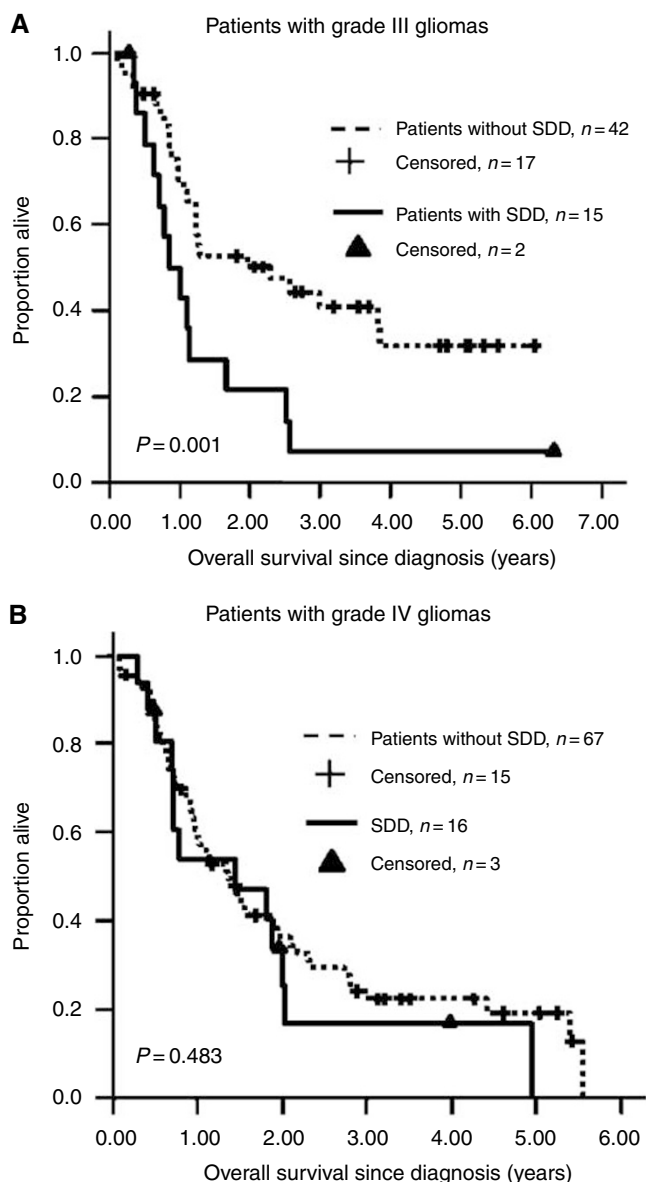 A
Patients with grade III gliomas
1.0
0.8
0.6
0.4
0.2
0.0
Proportion alive
Patients without SDD, n=42
Censored, n=17
Patients with SDD, n=15
Censored, n=2
P=0.001
0.00 1.00 2.00 3.00 4.00 5.00 6.00 7.00
Overall survival since diagnosis (years)
B
Patients with grade IV gliomas
1.0
0.8
0.6
0.4
0.2
0.0
Proportion alive
Patients without SDD, n=67
Censored, n=15
SDD, n=16
Censored, n=3
P=0.483
0.00 1.00 2.00 3.00 4.00 5.00 6.00
Overall survival since diagnosis (years)